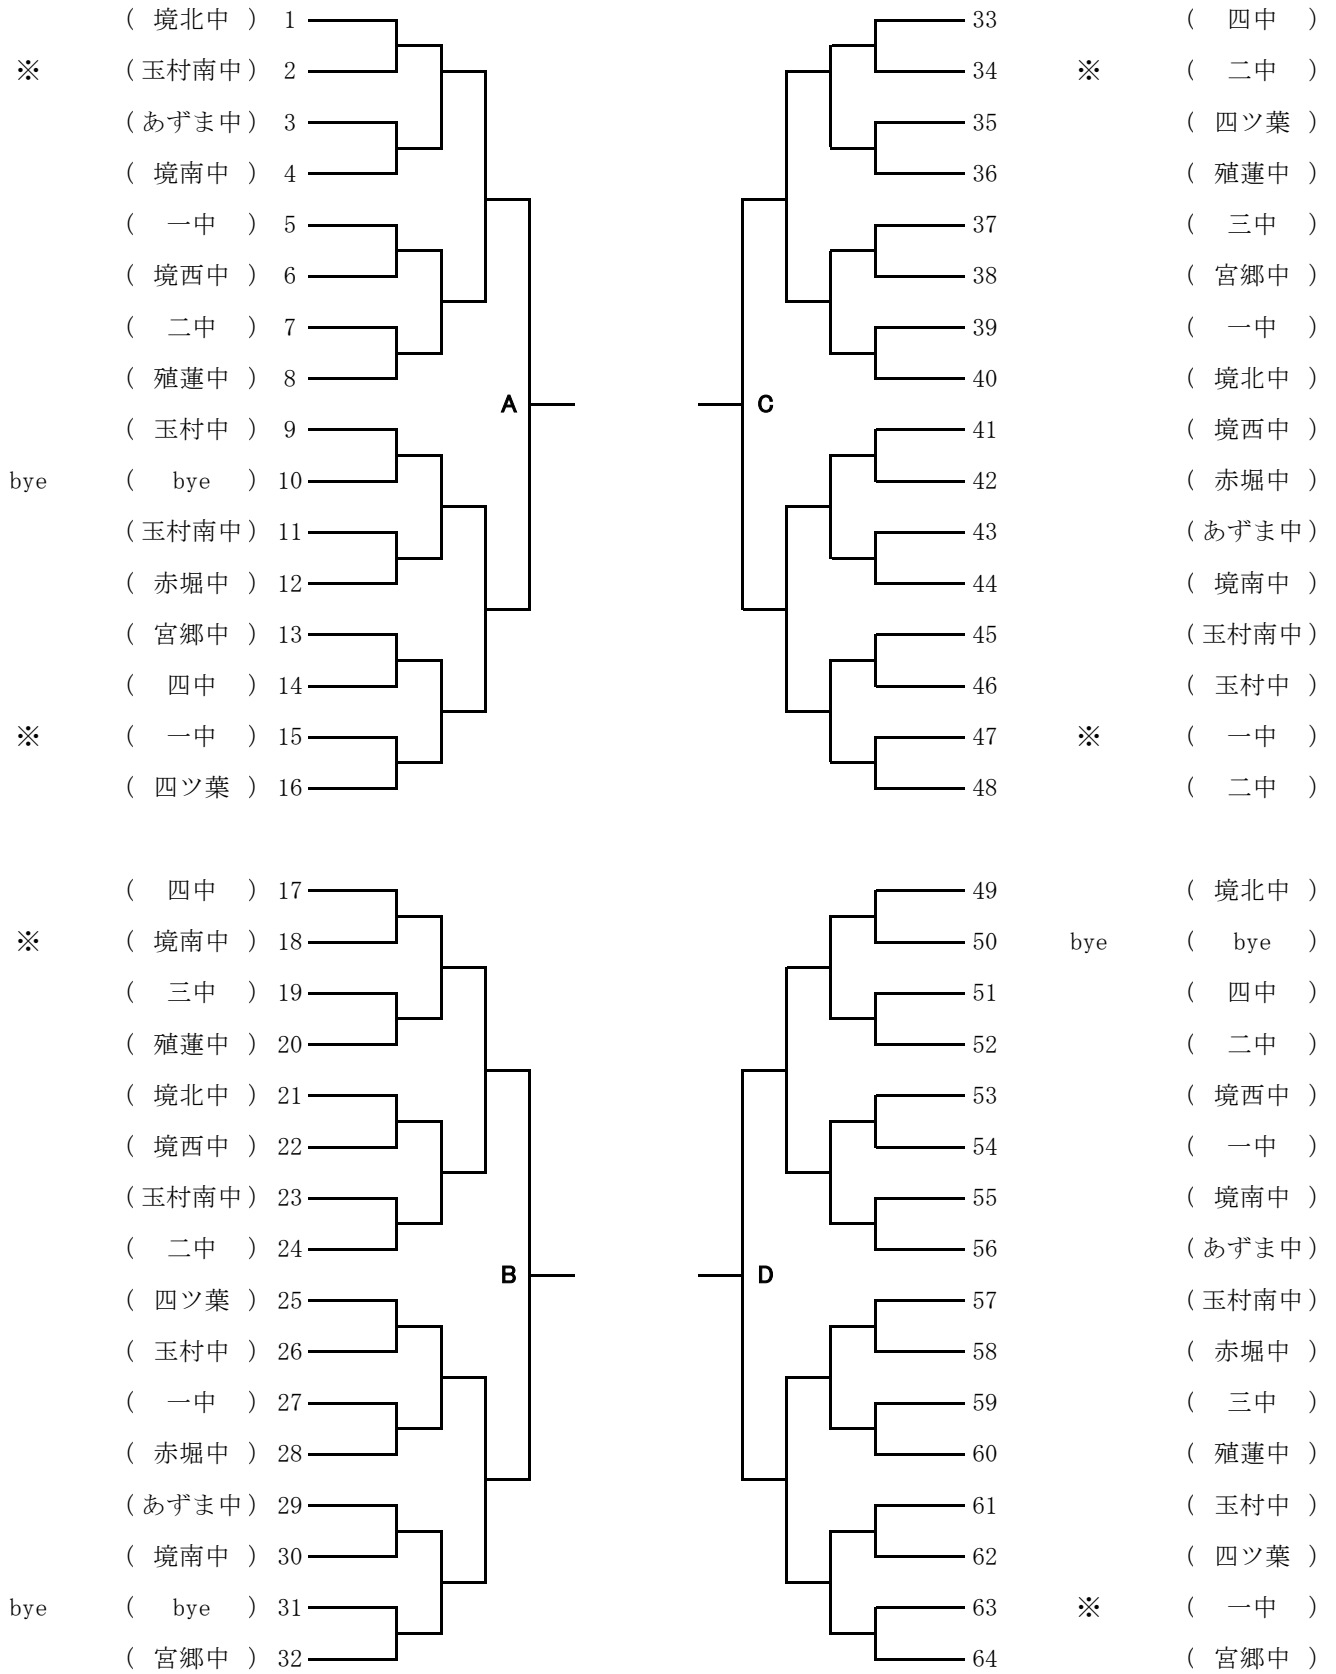 ( 境北中 ) 1
※ ( 玉村南中 ) 2
( あずま中 ) 3
( 境南中 ) 4
( 一中 ) 5
( 境西中 ) 6
( 二中 ) 7
( 殖蓮中 ) 8
A
( 玉村中 ) 9
bye ( bye ) 10
( 玉村南中 ) 11
( 赤堀中 ) 12
( 宮郷中 ) 13
( 四中 ) 14
※ ( 一中 ) 15
( 四ツ葉 ) 16
( 四中 ) 17
※ ( 境南中 ) 18
( 三中 ) 19
( 殖蓮中 ) 20
( 境北中 ) 21
( 境西中 ) 22
( 玉村南中 ) 23
( 二中 ) 24
B
( 四ツ葉 ) 25
( 玉村中 ) 26
( 一中 ) 27
( 赤堀中 ) 28
( あずま中 ) 29
( 境南中 ) 30
bye ( bye ) 31
( 宮郷中 ) 32
33 ( 四中 )
34 ※ ( 二中 )
35 ( 四ツ葉 )
36 ( 殖蓮中 )
37 ( 三中 )
38 ( 宮郷中 )
39 ( 一中 )
40 ( 境北中 )
C
41 ( 境西中 )
42 ( 赤堀中 )
43 ( あずま中 )
44 ( 境南中 )
45 ( 玉村南中 )
46 ( 玉村中 )
47 ※ ( 一中 )
48 ( 二中 )
49 ( 境北中 )
50 bye ( bye )
51 ( 四中 )
52 ( 二中 )
53 ( 境西中 )
54 ( 一中 )
55 ( 境南中 )
56 ( あずま中 )
D
57 ( 玉村南中 )
58 ( 赤堀中 )
59 ( 三中 )
60 ( 殖蓮中 )
61 ( 玉村中 )
62 ( 四ツ葉 )
63 ※ ( 一中 )
64 ( 宮郷中 )